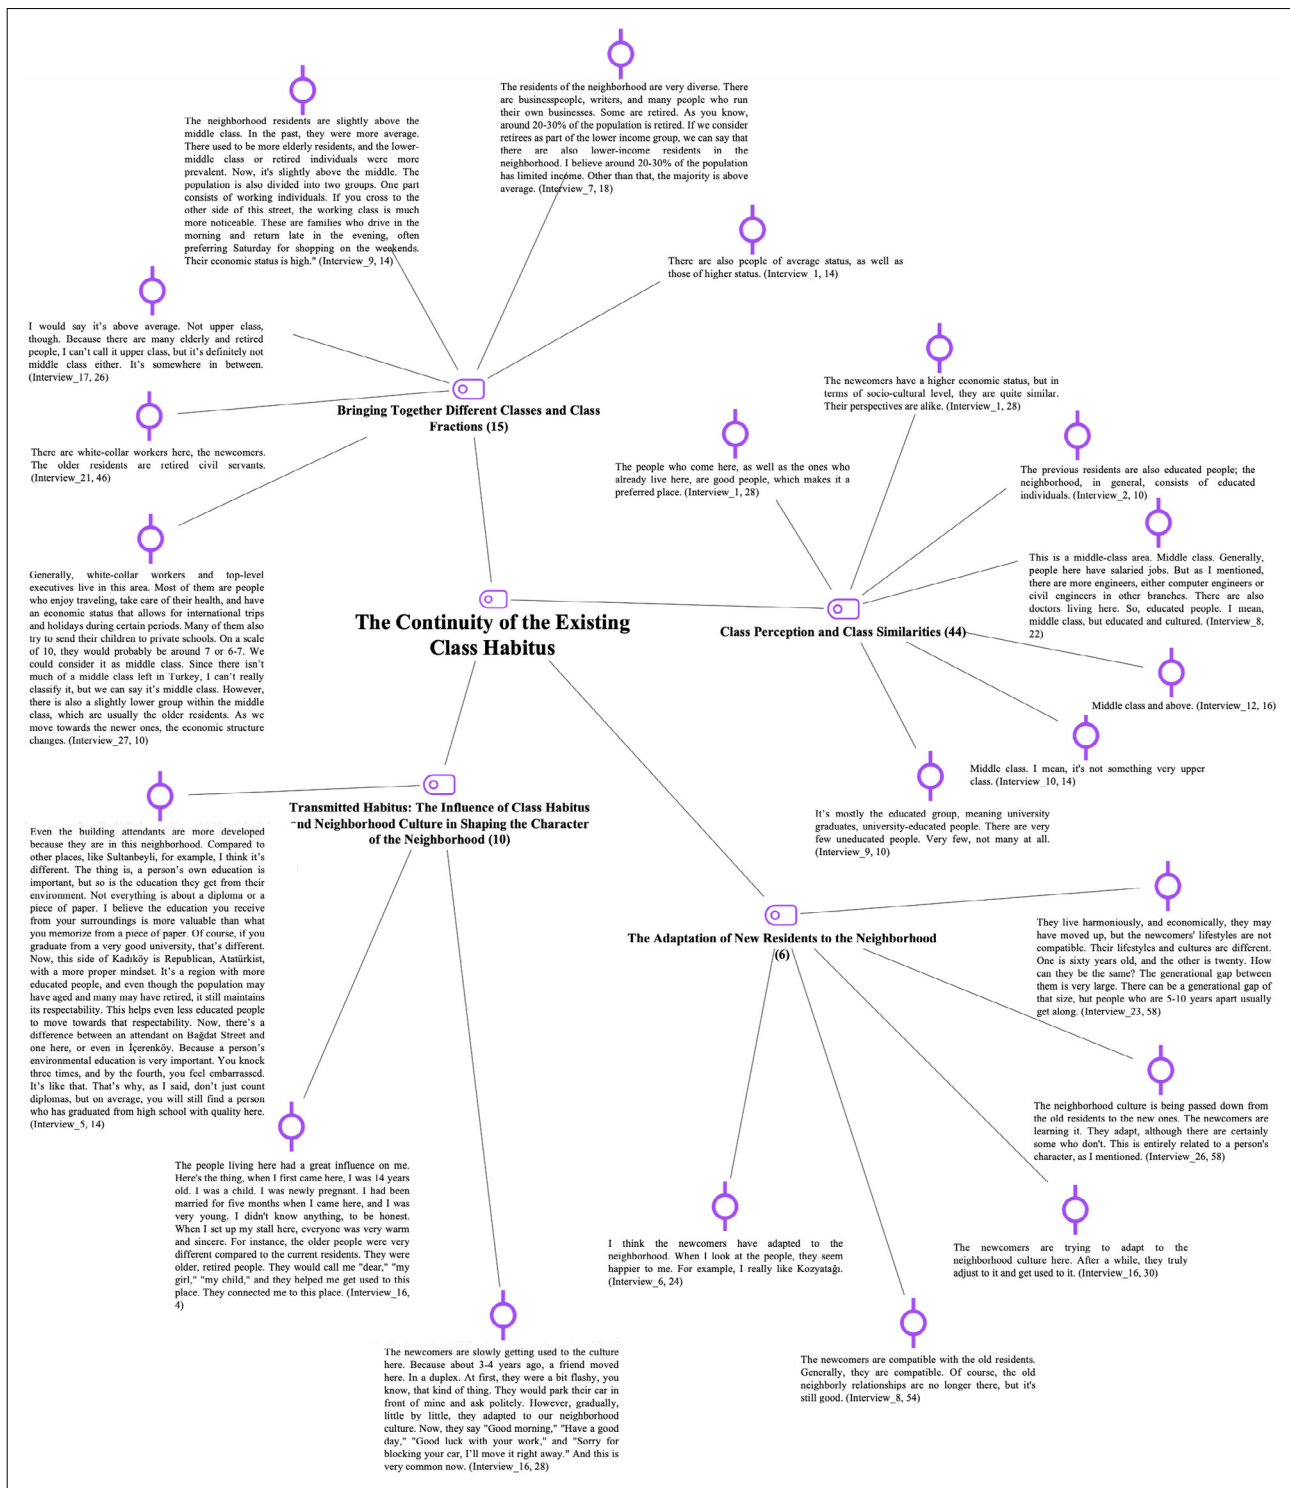 The residents of the neighborhood are very diverse. There
are businesspeople, writers, and many people who run
their own businesses. Some are retired. As you know,
around 20-30% of the population is retired. If we consider
retirees as part of the lower income group, we can say that
there are also lower-income residents in the
neighborhood. I believe around 20-30% of the population
has limited income. Other than that, the majority is above
average. (Interview_7, 18)
The neighborhood residents are slightly above the
middle class. In the past, they were more average.
There used to be more elderly residents, and the lower-
middle class or retired individuals were more
prevalent. Now, it's slightly above the middle. The
population is also divided into two groups. One part
consists of working individuals. If you cross to the
other side of this street, the working class is much
more noticeable. These are families who drive in the
morning and return late in the evening, often
preferring Saturday for shopping on the weekends.
Their economic status is high." (Interview_9, 14)
There are also people of average status, as well as
those of higher status. (Interview_1, 14)
I would say it's above average. Not upper class,
though. Because there are many elderly and retired
people, I can't call it upper class, but it's definitely not
middle class either. It's somewhere in between.
(Interview_17, 26)
Bringing Together Different Classes and Class
Fractions (15)
There are white-collar workers here, the newcomers.
The older residents are retired civil servants.
(Interview_21, 46)
Generally, white-collar workers and top-level
executives live in this area. Most of them are people
who enjoy traveling, take care of their health, and have
an economic status that allows for international trips
and holidays during certain periods. Many of them also
try to send their children to private schools. On a scale
of 10, they would probably be around 7 or 6-7. We
could consider it as middle class. Since there isn't
much of a middle class left in Turkey, I can't really
classify it, but we can say it's middle class. However,
there is also a slightly lower group within the middle
class, which are usually the older residents. As we
move towards the newer ones, the economic structure
changes. (Interview_27, 10)
The newcomers have a higher economic status, but in
terms of socio-cultural level, they are quite similar.
Their perspectives are alike. (Interview_1, 28)
The people who come here, as well as the ones who
already live here, are good people, which makes it a
preferred place. (Interview_1, 28)
The previous residents are also educated people; the
neighborhood, in general, consists of educated
individuals. (Interview_2, 10)
This is a middle-class area. Middle class. Generally,
people here have salaried jobs. But as I mentioned,
there are more engineers, either computer engineers or
civil engineers in other branches. There are also
doctors living here. So, educated people. I mean,
middle class, but educated and cultured. (Interview_8,
22)
The Continuity of the Existing
Class Habitus
Class Perception and Class Similarities (44)
Middle class and above. (Interview_12, 16)
Middle class. I mean, it's not something very upper
class. (Interview_10, 14)
It's mostly the educated group, meaning university
graduates, university-educated people. There are very
few uneducated people. Very few, not many at all.
(Interview_9, 10)
Transmitted Habitus: The Influence of Class Habitus
and Neighborhood Culture in Shaping the Character
of the Neighborhood (10)
Even the building attendants are more developed
because they are in this neighborhood. Compared to
other places, like Sultanbeyli, for example, I think it's
different. The thing is, a person's own education is
important, but so is the education they get from their
environment. Not everything is about a diploma or a
piece of paper. I believe the education you receive
from your surroundings is more valuable than what
you memorize from a piece of paper. Of course, if you
graduate from a very good university, that's different.
Now, this side of Kadıköy is Republican, Atatürkist,
with a more proper mindset. It's a region with more
educated people, and even though the population may
have aged and many may have retired, it still maintains
its respectability. This helps even less educated people
to move towards that respectability. Now, there's a
difference between an attendant on Bağdat Street and
one here, or even in İçerenköy. Because a person's
environmental education is very important. You knock
three times, and by the fourth, you feel embarrassed.
It's like that. That's why, as I said, don't just count
diplomas, but on average, you will still find a person
who has graduated from high school with quality here.
(Interview_5, 14)
The people living here had a great influence on me.
Here's the thing, when I first came here, I was 14 years
old. I was a child. I was newly pregnant. I had been
married for five months when I came here, and I was
very young. I didn't know anything, to be honest.
When I set up my stall here, everyone was very warm
and sincere. For instance, the older people were very
different compared to the current residents. They were
older, retired people. They would call me "dear," "my
girl," "my child," and they helped me get used to this
place. They connected me to this place. (Interview_16,
4)
The newcomers are slowly getting used to the culture
here. Because about 3-4 years ago, a friend moved
here. In a duplex. At first, they were a bit flashy, you
know, that kind of thing. They would park their car in
front of mine and ask politely. However, gradually,
little by little, they adapted to our neighborhood
culture. Now, they say "Good morning," "Have a good
day," "Good luck with your work," and "Sorry for
blocking your car, I'll move it right away." And this is
very common now. (Interview_16, 28)
The Adaptation of New Residents to the Neighborhood
(6)
They live harmoniously, and economically, they may
have moved up, but the newcomers' lifestyles are not
compatible. Their lifestyles and cultures are different.
One is sixty years old, and the other is twenty. How
can they be the same? The generational gap between
them is very large. There can be a generational gap of
that size, but people who are 5-10 years apart usually
get along. (Interview_23, 58)
The neighborhood culture is being passed down from
the old residents to the new ones. The newcomers are
learning it. They adapt, although there are certainly
some who don't. This is entirely related to a person's
character, as I mentioned. (Interview_26, 58)
I think the newcomers have adapted to the
neighborhood. When I look at the people, they seem
happier to me. For example, I really like Kozyatağı.
(Interview_6, 24)
The newcomers are trying to adapt to the
neighborhood culture here. After a while, they truly
adjust to it and get used to it. (Interview_16, 30)
The newcomers are compatible with the old residents.
Generally, they are compatible. Of course, the old
neighborly relationships are no longer there, but it's
still good. (Interview_8, 54)